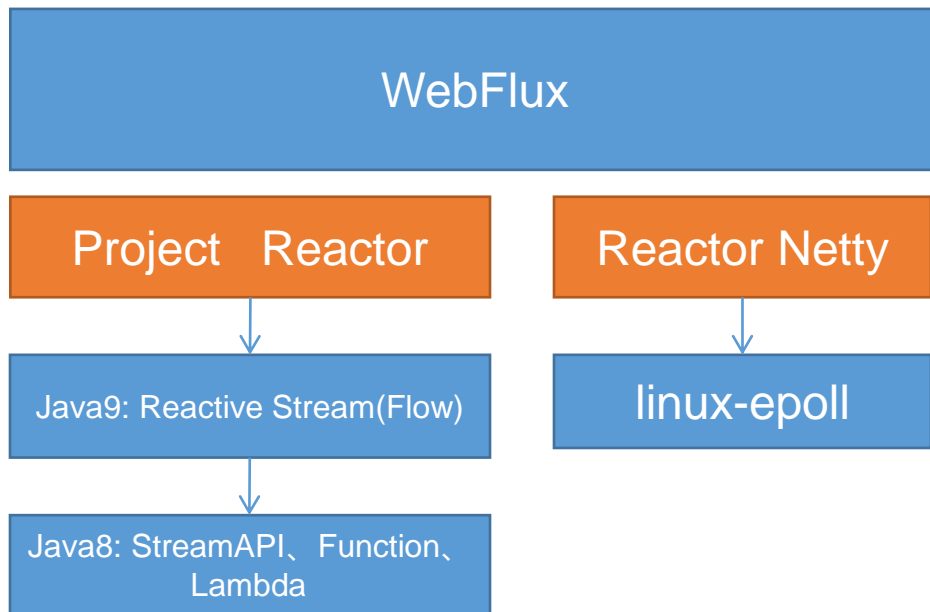 WebFlux
Project Reactor
Reactor Netty
Java9: Reactive Stream(Flow)
linux-epoll
Java8: StreamAPI、Function、
Lambda